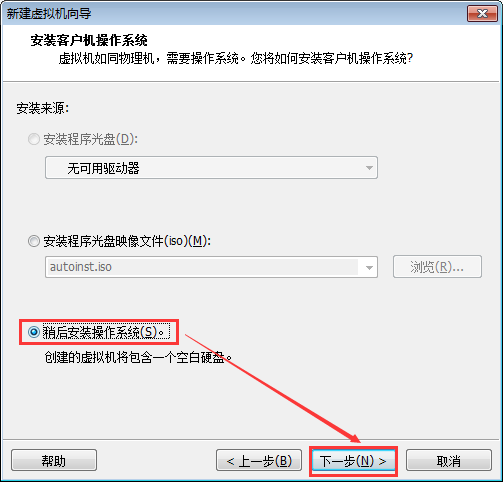 新建虚拟机向导
安装客户机操作系统
虚拟机如同物理机，需要操作系统。您将如何安装客户机操作系统?
安装来源:
安装程序光盘(D):
无可用驱动器
安装程序光盘映像文件(iso)(M):
autoinst.iso
浏览(R)...
稍后安装操作系统(S)。
创建的虚拟机将包含一个空白硬盘。
帮助
< 上一步(B)
下一步(N) >
取消